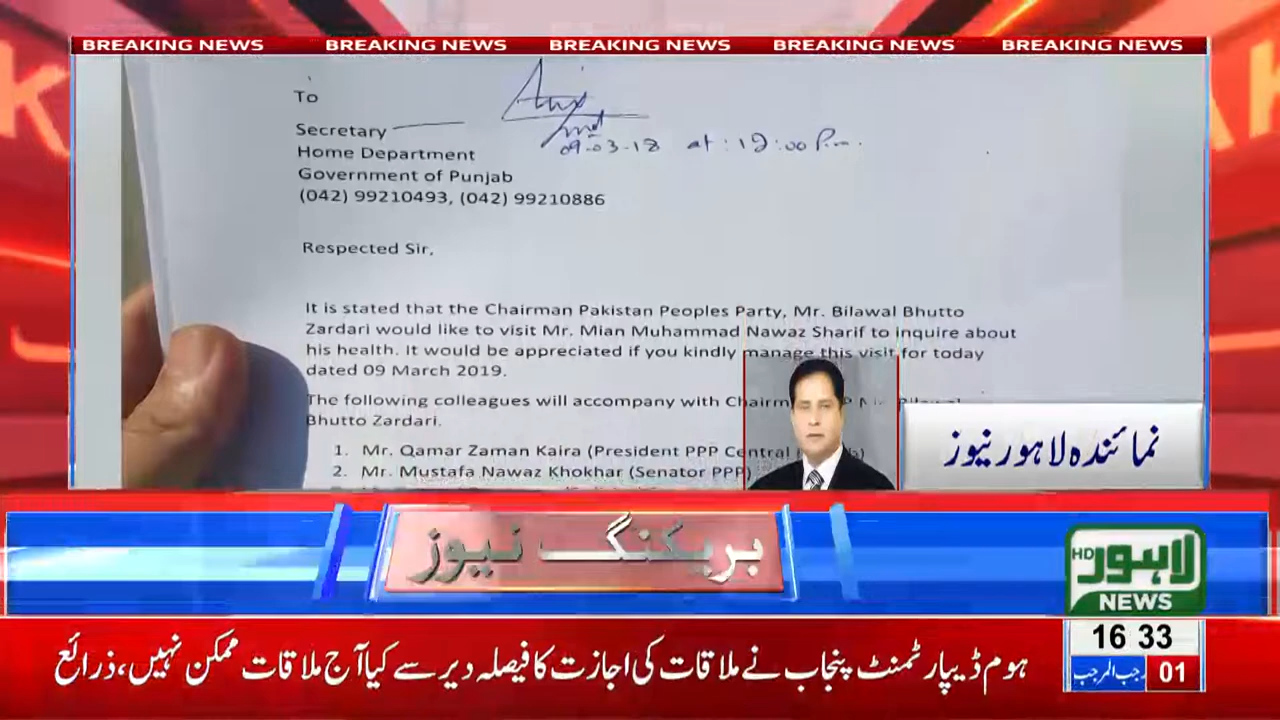 BREAKING NEWS BREAKING NEWS BREAKING NEWS BREAKING NEWS BREAKING NEWS
To
Secretary
09-03-18 at: 12:00 P.m.
Home Department
Government of Punjab
(042) 99210493, (042) 99210886
Respected Sir,
It is stated that the Chairman Pakistan Peoples Party, Mr. Bilawal Bhutto
Zardari would like to visit Mr. Mian Muhammad Nawaz Sharif to inquire about
his health. It would be appreciated if you kindly manage this visit for today
dated 09 March 2019.
The following colleagues will accompany with Chairm
Bhutto Zardari.
1. Mr. Qamar Zaman Kaira (President PPP Central
2. Mr. Mustafa Nawaz Khokhar (Senator PPP)
نمائندہ لاہور نیوز
بریکنگ نیوز
HD لاہور
NEWS
16 33
ہوم ڈیپارٹمنٹ پنجاب نے ملاقات کی اجازت کا فیصلہ دیر سے کیا آج ملاقات ممکن نہیں، ذرائع
01 رجب المرجب